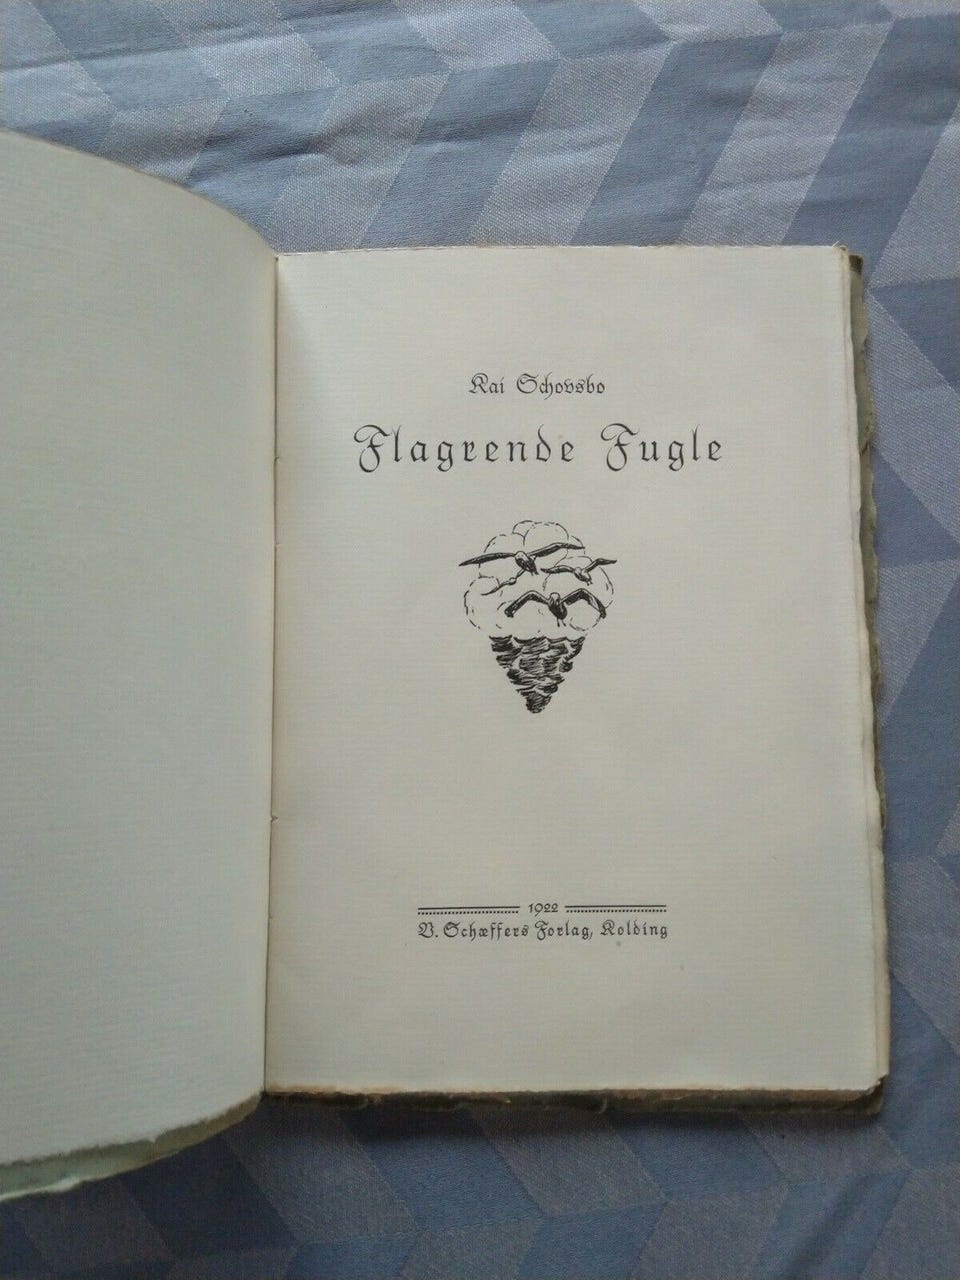 Kai Schovsbo
Flagrende Fugle
1922
V. Schæffers Forlag, Kolding